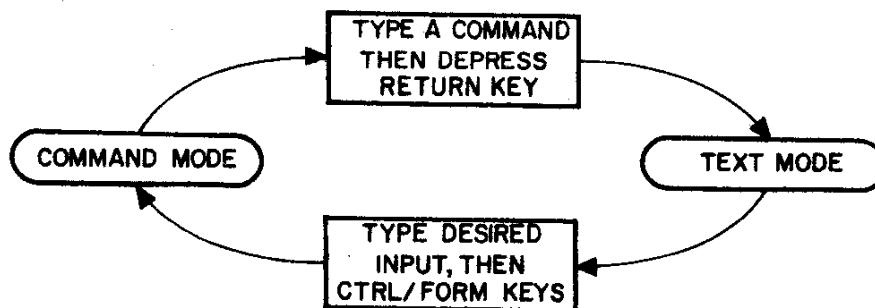 TYPE A COMMAND
THEN DEPRESS
RETURN KEY
COMMAND MODE
TEXT MODE
TYPE DESIRED
INPUT, THEN
CTRL/FORM KEYS